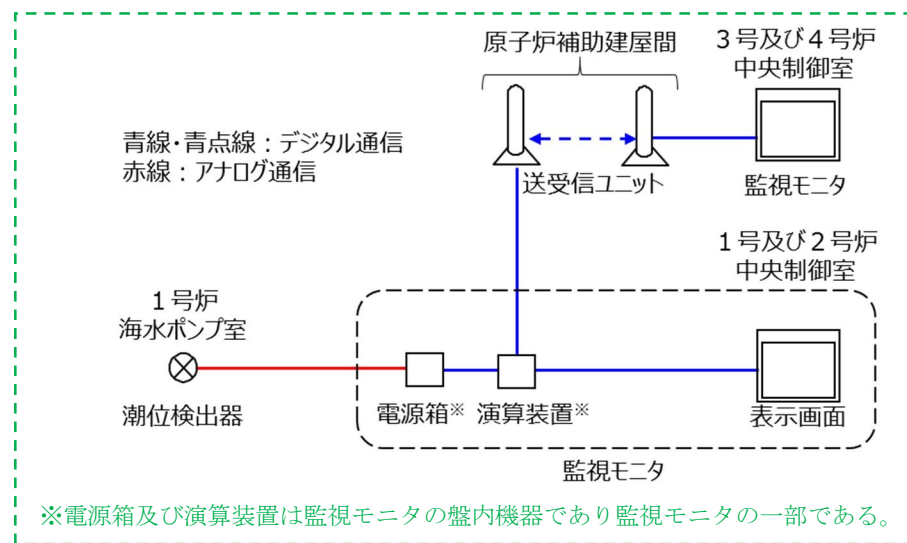 原子炉補助建屋間
3号及び4号炉
中央制御室
青線・青点線：デジタル通信
赤線：アナログ通信
送受信ユニット
監視モニタ
1号及び2号炉
中央制御室
1号炉
海水ポンプ室
潮位検出器
電源箱※
演算装置※
表示画面
監視モニタ
※電源箱及び演算装置は監視モニタの盤内機器であり監視モニタの一部である。